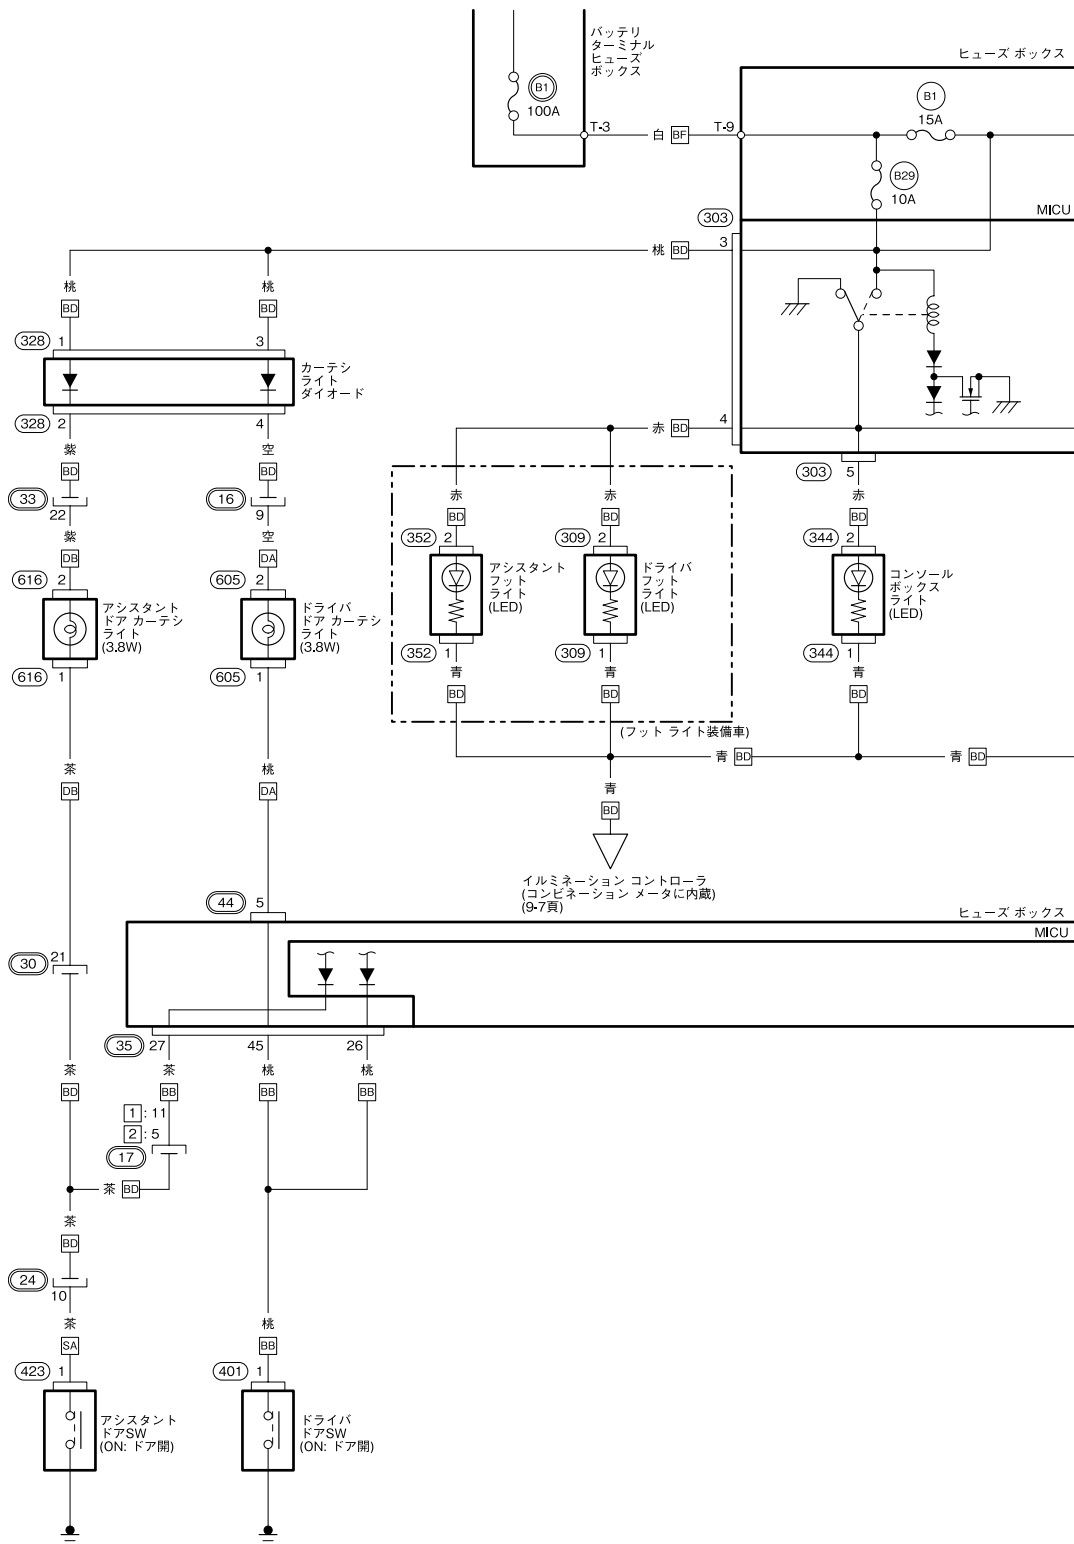 バッテリ
ターミナル
ヒューズ
ボックス
B1
100A
T-3
白 BF
T-9
ヒューズ ボックス
B1
15A
B29
10A
MICU
303
3
桃 BD
桃
BD
桃
BD
328 1
3
カーテシ
ライト
ダイオード
328 2
4
紫
BD
空
BD
33
22
16
9
紫
DB
空
DA
616 2
605 2
アシスタント
ドア カーテシ
ライト
(3.8W)
ドライバ
ドア カーテシ
ライト
(3.8W)
616 1
605 1
赤 BD
4
303 5
赤
BD
赤
BD
赤
BD
352 2
309 2
344 2
アシスタント
フット
ライト
(LED)
ドライバ
フット
ライト
(LED)
コンソール
ボックス
ライト
(LED)
352 1
309 1
344 1
青
BD
青
BD
青
BD
(フット ライト装備車)
青 BD
青 BD
青
BD
イルミネーション コントローラ
(コンビネーション メータに内蔵)
(9-7頁)
茶
DB
桃
DA
44 5
ヒューズ ボックス
MICU
30
21
35 27
45
26
茶
BD
茶
BB
桃
BB
桃
BB
1 : 11
2 : 5
17
茶 BD
茶
BD
24
10
茶
SA
桃
BB
423 1
401 1
アシスタント
ドアSW
(ON: ドア開)
ドライバ
ドアSW
(ON: ドア開)